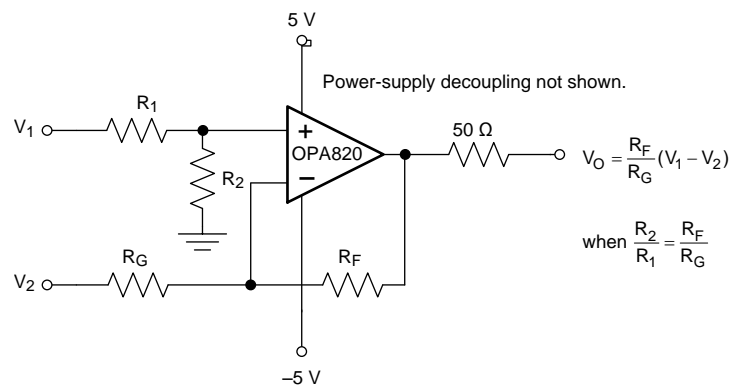 5 V
Power-supply decoupling not shown.
R1
V1
+
OPA820
−
50 Ω
VO = RF/RG (V1 − V2)
R2
when R2/R1 = RF/RG
RG
RF
V2
−5 V